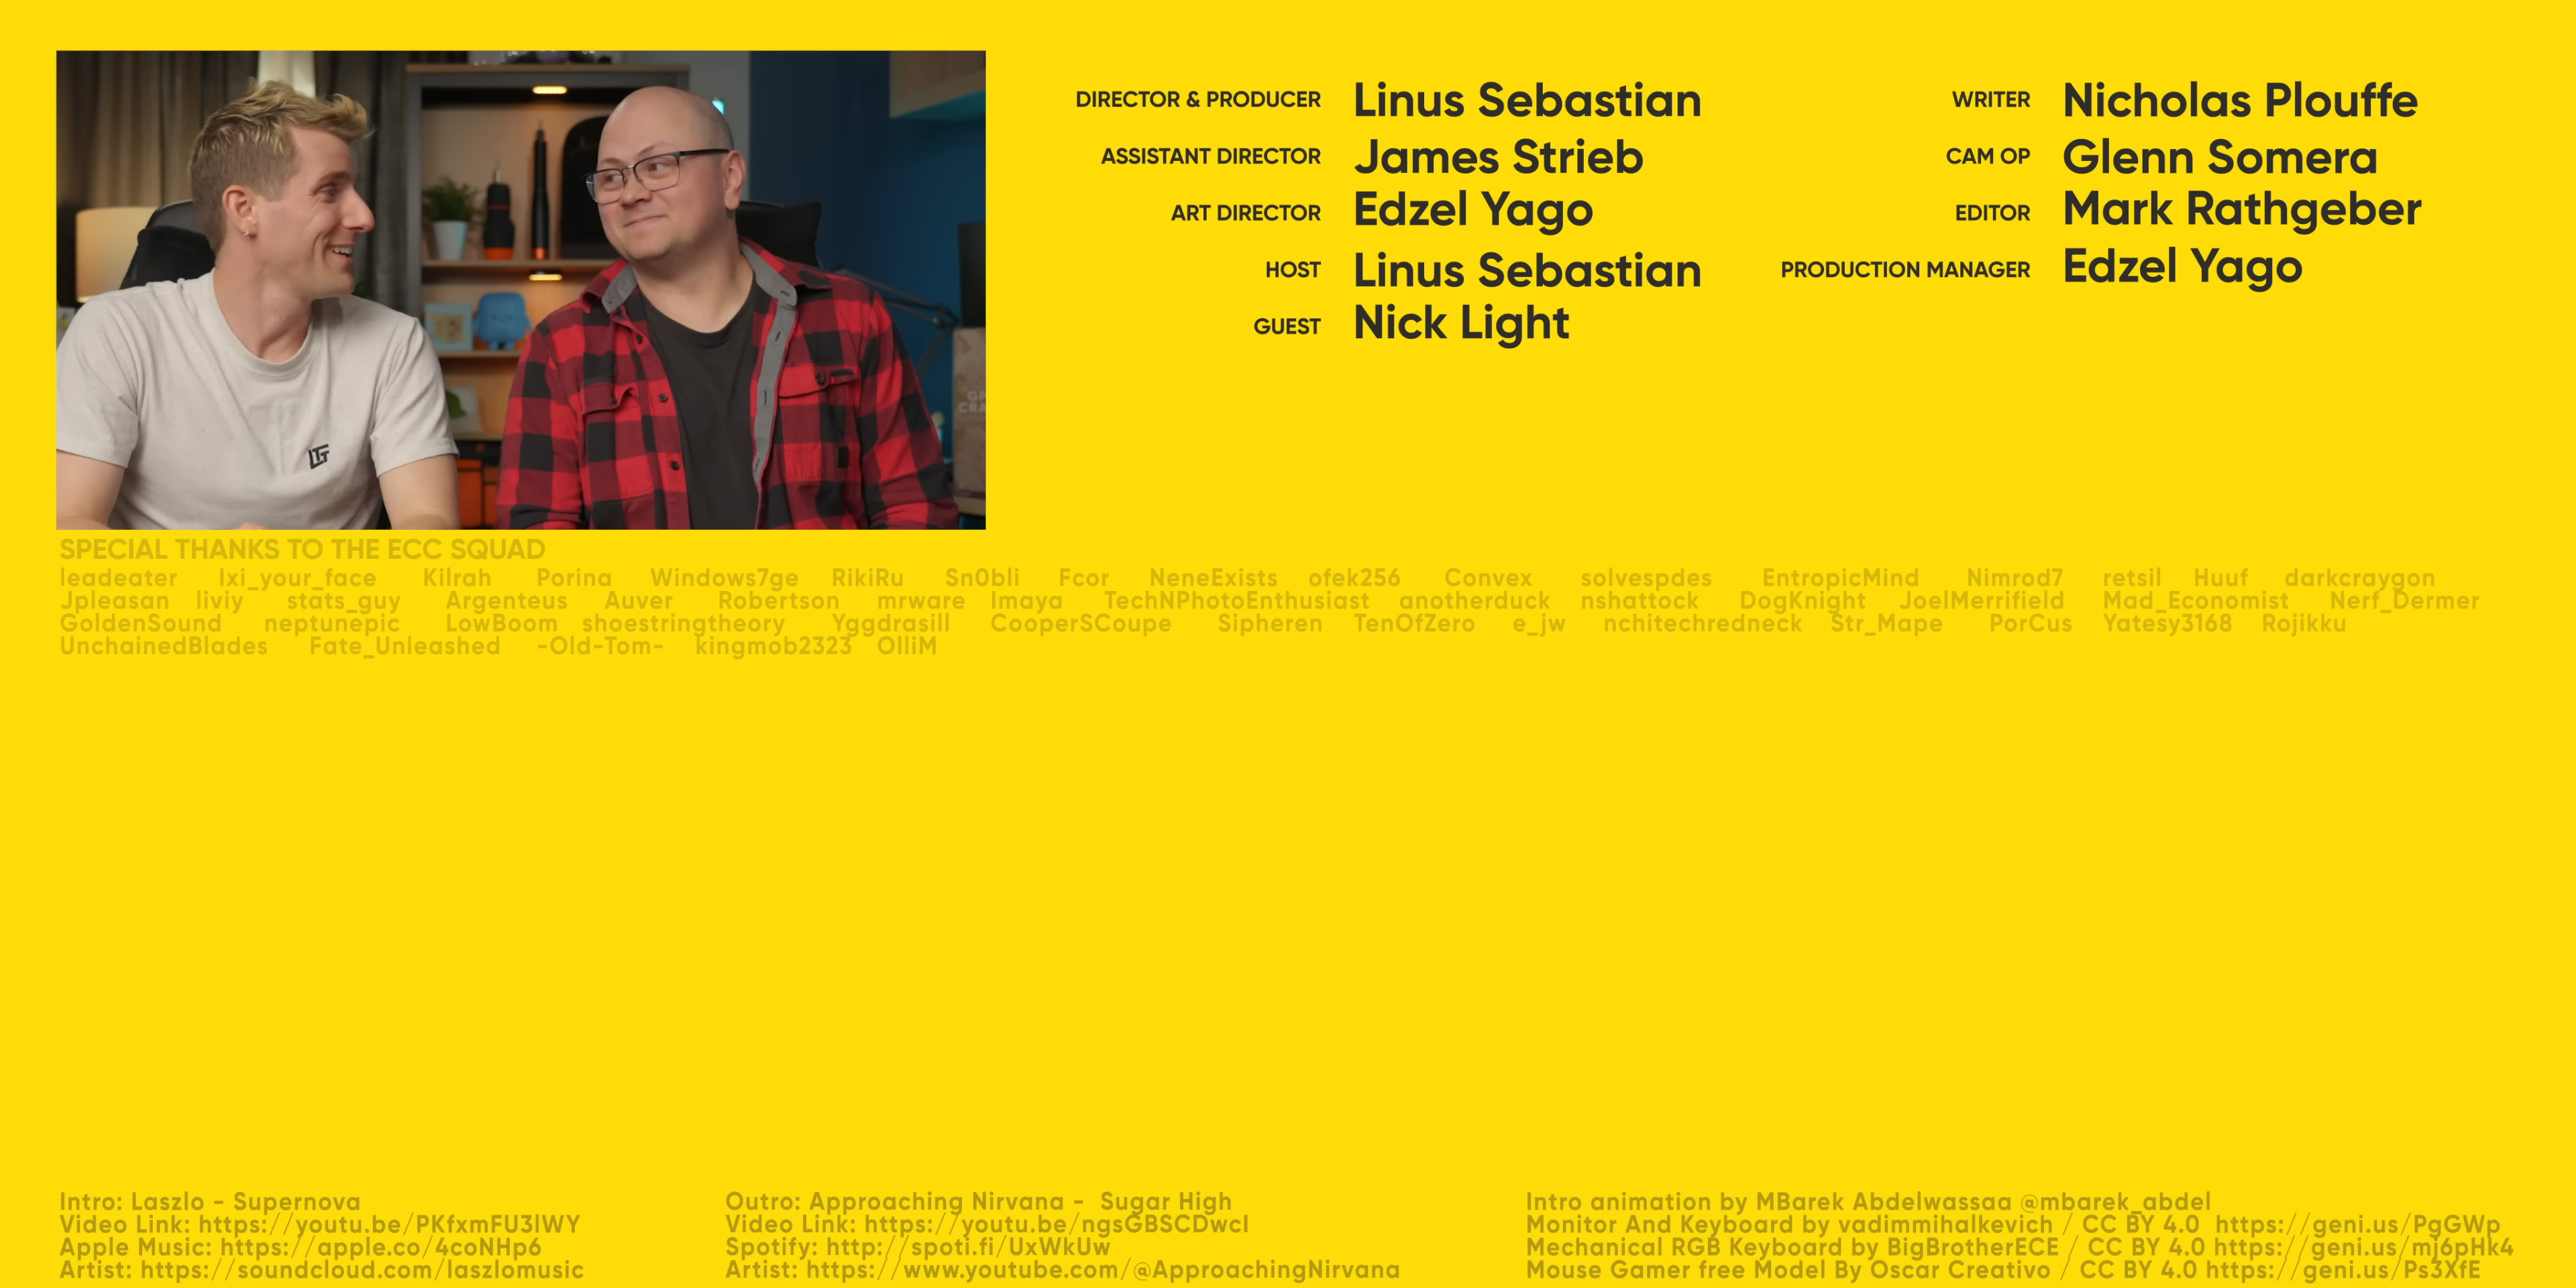 DIRECTOR & PRODUCER Linus Sebastian
ASSISTANT DIRECTOR James Strieb
ART DIRECTOR Edzel Yago
HOST Linus Sebastian
GUEST Nick Light
WRITER Nicholas Plouffe
CAM OP Glenn Somera
EDITOR Mark Rathgeber
PRODUCTION MANAGER Edzel Yago
LTT
SPECIAL THANKS TO THE ECC SQUAD
leadeater lxi_your_face Kilrah Porina Windows7ge RikiRu Sn0bli Fcor NeneExists ofek256 Convex solvespdes EntropicMind Nimrod7 retsil Huuf darkcraygon
Jpleasan liviy stats_guy Argenteus Auver Robertson mrware Imaya TechNPhotoEnthusiast anotherduck nshattock DogKnight JoelMerrifield Mad_Economist Nerf_Dermer
GoldenSound neptunepic LowBoom shoestringtheory Yggdrasill CooperSCoupe Sipheren TenOfZero e_jw nchitechredneck Str_Mape PorCus Yatesy3168 Rojikku
UnchainedBlades Fate_Unleashed -Old-Tom- kingmob2323 OlliM
Intro: Laszlo - Supernova
Video Link: https://youtu.be/PKfxmFU3lWY
Apple Music: https://apple.co/4coNHp6
Artist: https://soundcloud.com/laszlomusic
Outro: Approaching Nirvana - Sugar High
Video Link: https://youtu.be/ngsGBSCDwcI
Spotify: http://spoti.fi/UxWkUw
Artist: https://www.youtube.com/@ApproachingNirvana
Intro animation by MBarek Abdelwassaa @mbarek_abdel
Monitor And Keyboard by vadimmihalkevich / CC BY 4.0 https://geni.us/PgGWp
Mechanical RGB Keyboard by BigBrotherECE / CC BY 4.0 https://geni.us/mj6pHk4
Mouse Gamer free Model By Oscar Creativo / CC BY 4.0 https://geni.us/Ps3XfE